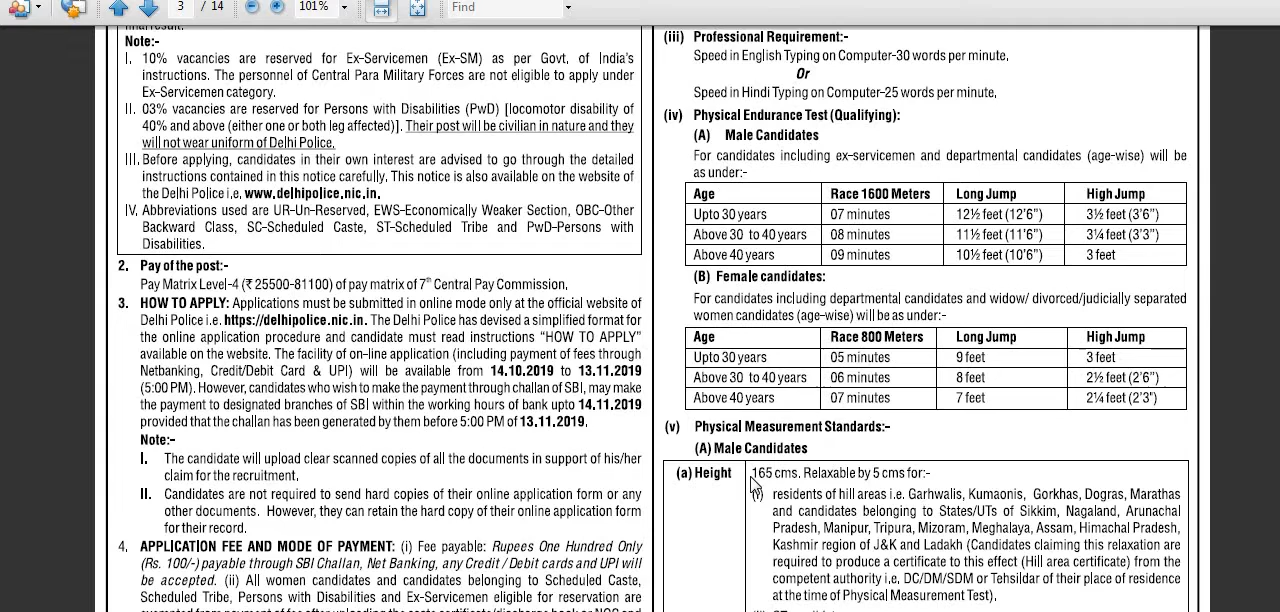 3 / 14
101%
Find
final result.
Note:-
I. 10% vacancies are reserved for Ex-Servicemen (Ex-SM) as per Govt. of India's
instructions. The personnel of Central Para Military Forces are not eligible to apply under
Ex-Servicemen category.
II. 03% vacancies are reserved for Persons with Disabilities (PwD) [locomotor disability of
40% and above (either one or both leg affected)]. Their post will be civilian in nature and they
will not wear uniform of Delhi Police.
III. Before applying, candidates in their own interest are advised to go through the detailed
instructions contained in this notice carefully. This notice is also available on the website of
the Delhi Police i.e. www.delhipolice.nic.in.
IV. Abbreviations used are UR-Un-Reserved, EWS-Economically Weaker Section, OBC-Other
Backward Class, SC-Scheduled Caste, ST-Scheduled Tribe and PwD-Persons with
Disabilities.
2. Pay of the post:-
Pay Matrix Level-4 (₹ 25500-81100) of pay matrix of 7th Central Pay Commission.
3. HOW TO APPLY: Applications must be submitted in online mode only at the official website of
Delhi Police i.e. https://delhipolice.nic.in. The Delhi Police has devised a simplified format for
the online application procedure and candidate must read instructions "HOW TO APPLY"
available on the website. The facility of on-line application (including payment of fees through
Netbanking, Credit/Debit Card & UPI) will be available from 14.10.2019 to 13.11.2019
(5:00 PM). However, candidates who wish to make the payment through challan of SBI, may make
the payment to designated branches of SBI within the working hours of bank upto 14.11.2019
provided that the challan has been generated by them before 5:00 PM of 13.11.2019.
Note:-
I. The candidate will upload clear scanned copies of all the documents in support of his/her
claim for the recruitment.
II. Candidates are not required to send hard copies of their online application form or any
other documents. However, they can retain the hard copy of their online application form
for their record.
4. APPLICATION FEE AND MODE OF PAYMENT: (i) Fee payable: Rupees One Hundred Only
(Rs. 100/-) payable through SBI Challan, Net Banking, any Credit / Debit cards and UPI will
be accepted. (ii) All women candidates and candidates belonging to Scheduled Caste,
Scheduled Tribe, Persons with Disabilities and Ex-Servicemen eligible for reservation are
(iii) Professional Requirement:-
Speed in English Typing on Computer-30 words per minute.
Or
Speed in Hindi Typing on Computer-25 words per minute.
(iv) Physical Endurance Test (Qualifying):
(A) Male Candidates
For candidates including ex-servicemen and departmental candidates (age-wise) will be
as under:-
Age Race 1600 Meters Long Jump High Jump
Upto 30 years 07 minutes 12½ feet (12'6") 3½ feet (3'6")
Above 30 to 40 years 08 minutes 11½ feet (11'6") 3¼ feet (3'3")
Above 40 years 09 minutes 10½ feet (10'6") 3 feet
(B) Female candidates:
For candidates including departmental candidates and widow/ divorced/judicially separated
women candidates (age-wise) will be as under:-
Age Race 800 Meters Long Jump High Jump
Upto 30 years 05 minutes 9 feet 3 feet
Above 30 to 40 years 06 minutes 8 feet 2½ feet (2'6")
Above 40 years 07 minutes 7 feet 2¼ feet (2'3")
(v) Physical Measurement Standards:-
(A) Male Candidates
(a) Height 165 cms. Relaxable by 5 cms for:-
(i) residents of hill areas i.e. Garhwalis, Kumaonis, Gorkhas, Dogras, Marathas
and candidates belonging to States/UTs of Sikkim, Nagaland, Arunachal
Pradesh, Manipur, Tripura, Mizoram, Meghalaya, Assam, Himachal Pradesh,
Kashmir region of J&K and Ladakh (Candidates claiming this relaxation are
required to produce a certificate to this effect (Hill area certificate) from the
competent authority i.e. DC/DM/SDM or Tehsildar of their place of residence
at the time of Physical Measurement Test).